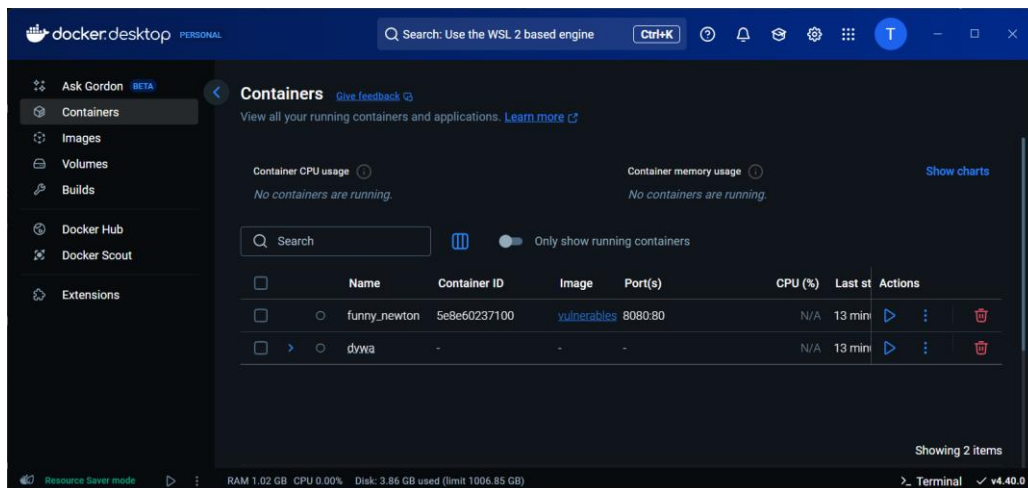 docker.desktop PERSONAL
Search: Use the WSL 2 based engine Ctrl+K
T
Ask Gordon BETA
Containers
Images
Volumes
Builds
Docker Hub
Docker Scout
Extensions
Containers Give feedback
View all your running containers and applications. Learn more
Container CPU usage
No containers are running.
Container memory usage
No containers are running.
Show charts
Search
Only show running containers
Name Container ID Image Port(s) CPU (%) Last st Actions
funny_newton 5e8e60237100 vulnerables 8080:80 N/A 13 min
dvwa - - - N/A 13 min
Showing 2 items
Resource Saver mode RAM 1.02 GB CPU 0.00% Disk: 3.86 GB used (limit 1006.85 GB) >_ Terminal v4.40.0